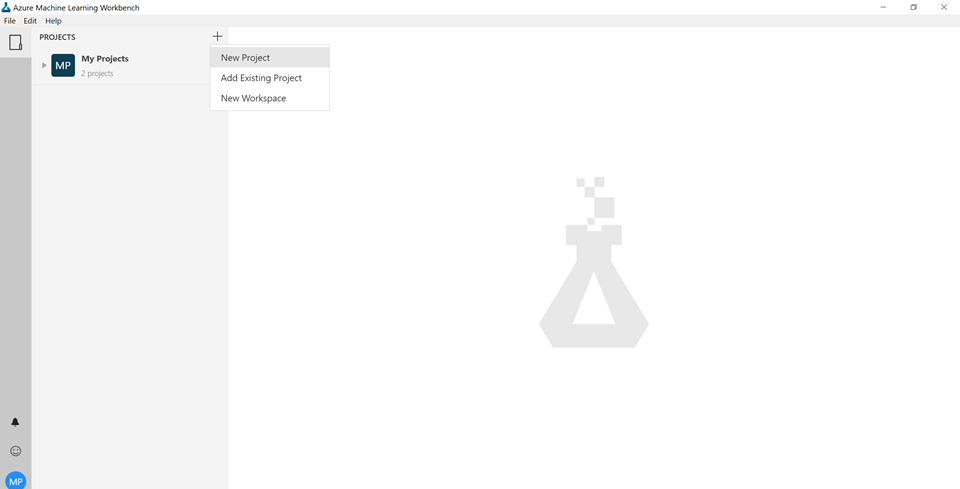 Azure Machine Learning Workbench
File Edit Help
PROJECTS
MP
My Projects
2 projects
New Project
Add Existing Project
New Workspace
MP